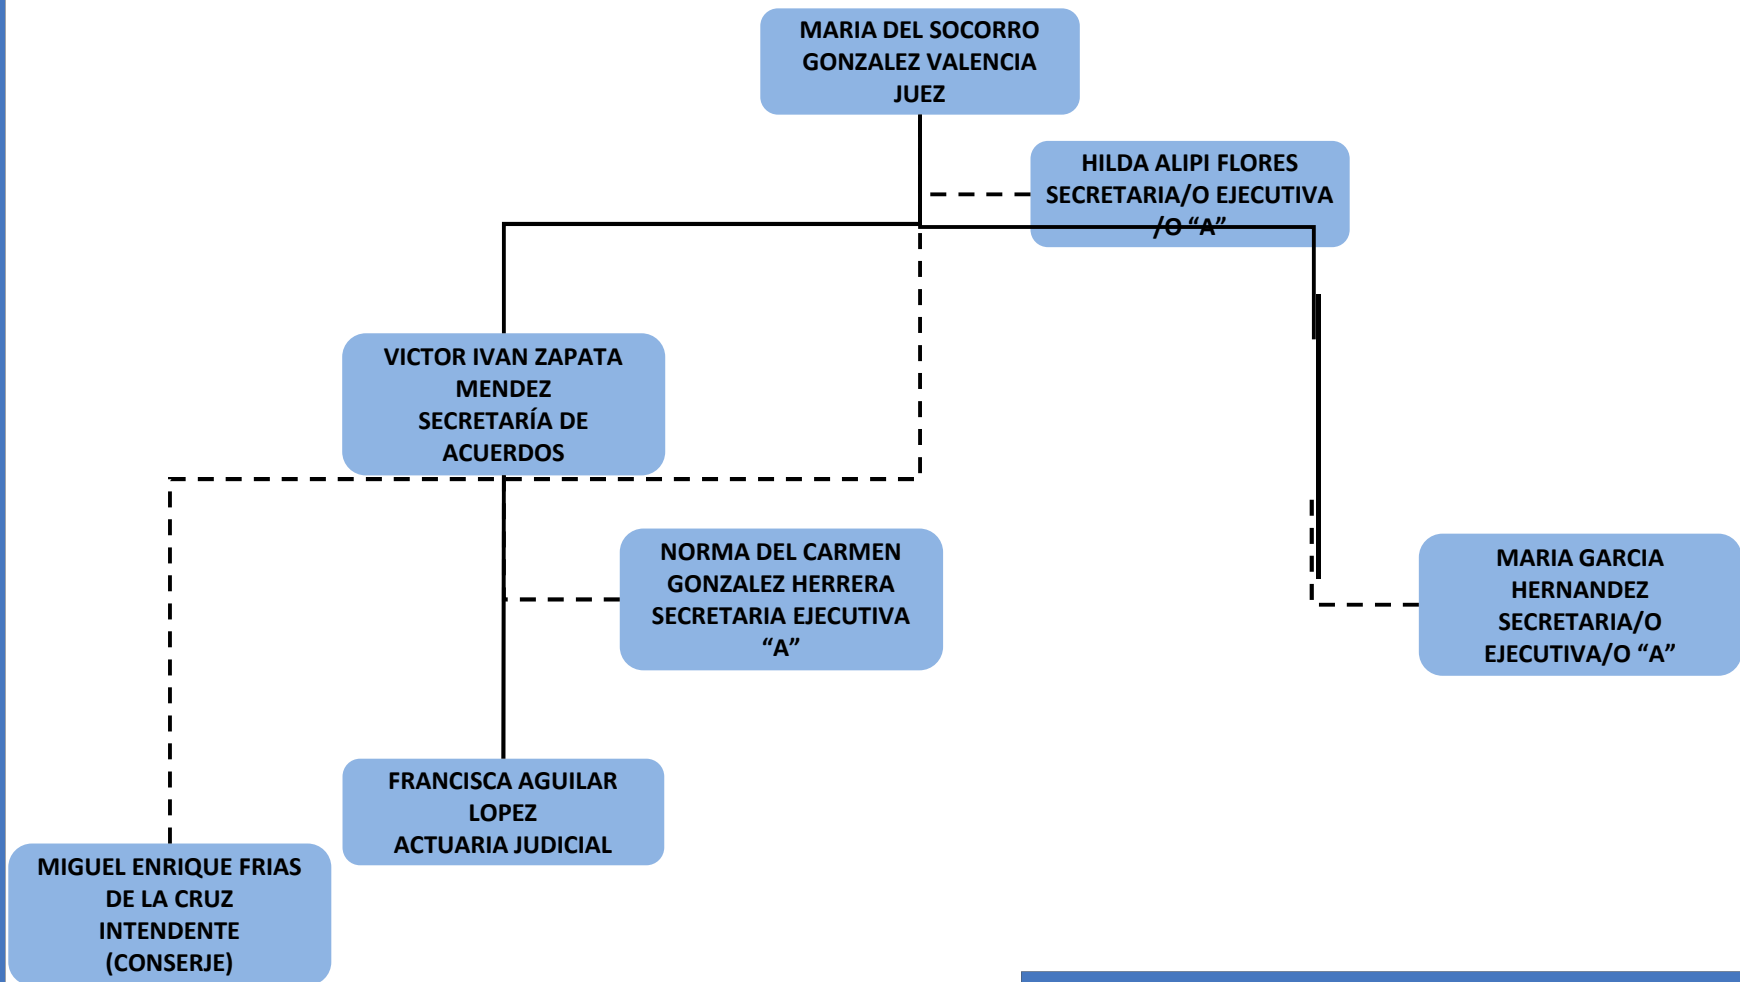 MARIA DEL SOCORRO
GONZALEZ VALENCIA
JUEZ
HILDA ALIPI FLORES
SECRETARIA/O EJECUTIVA
/O “A”
VICTOR IVAN ZAPATA
MENDEZ
SECRETARÍA DE
ACUERDOS
NORMA DEL CARMEN
GONZALEZ HERRERA
SECRETARIA EJECUTIVA
“A”
MARIA GARCIA
HERNANDEZ
SECRETARIA/O
EJECUTIVA/O “A”
FRANCISCA AGUILAR
LOPEZ
ACTUARIA JUDICIAL
MIGUEL ENRIQUE FRIAS
DE LA CRUZ
INTENDENTE
(CONSERJE)